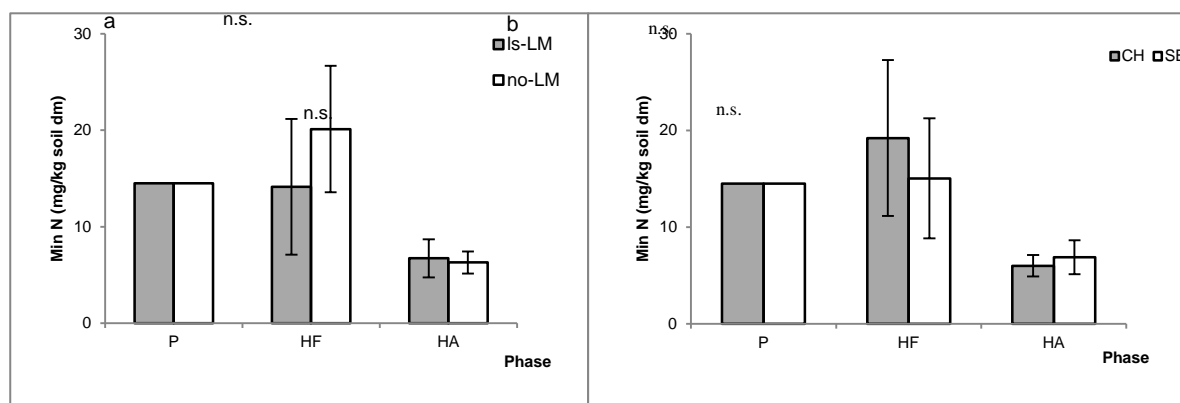 a
n.s.
b
30
20
10
0
Min N (mg/kg soil dm)
ls-LM
no-LM
n.s.
P HF HA
Phase
n.s
30
20
10
0
Min N (mg/kg soil dm)
CH
n.s.
P HF HA
Phase